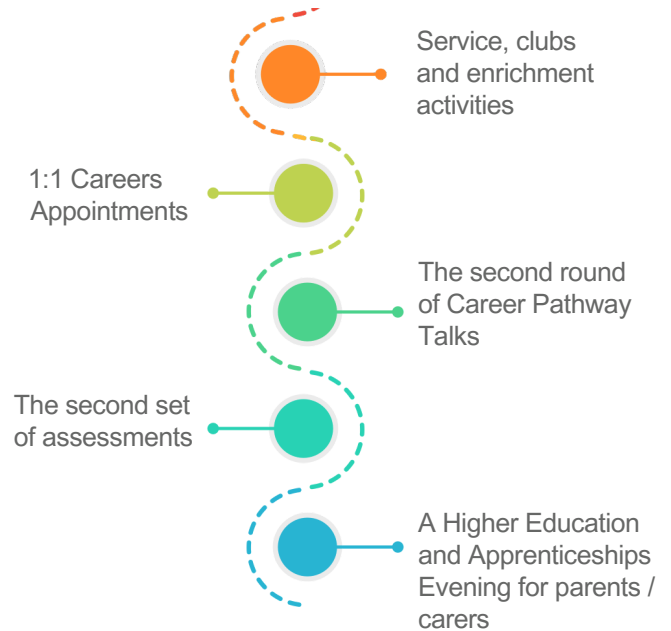 Service, clubs
and enrichment
activities
1:1 Careers
Appointments
The second round
of Career Pathway
Talks
The second set
of assessments
A Higher Education
and Apprenticeships
Evening for parents /
carers